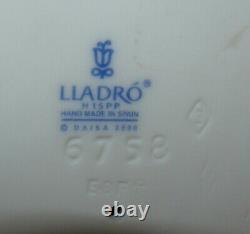 LLADRÓ®
HISPP
HAND MADE IN SPAIN
© DAISA 2000
6758